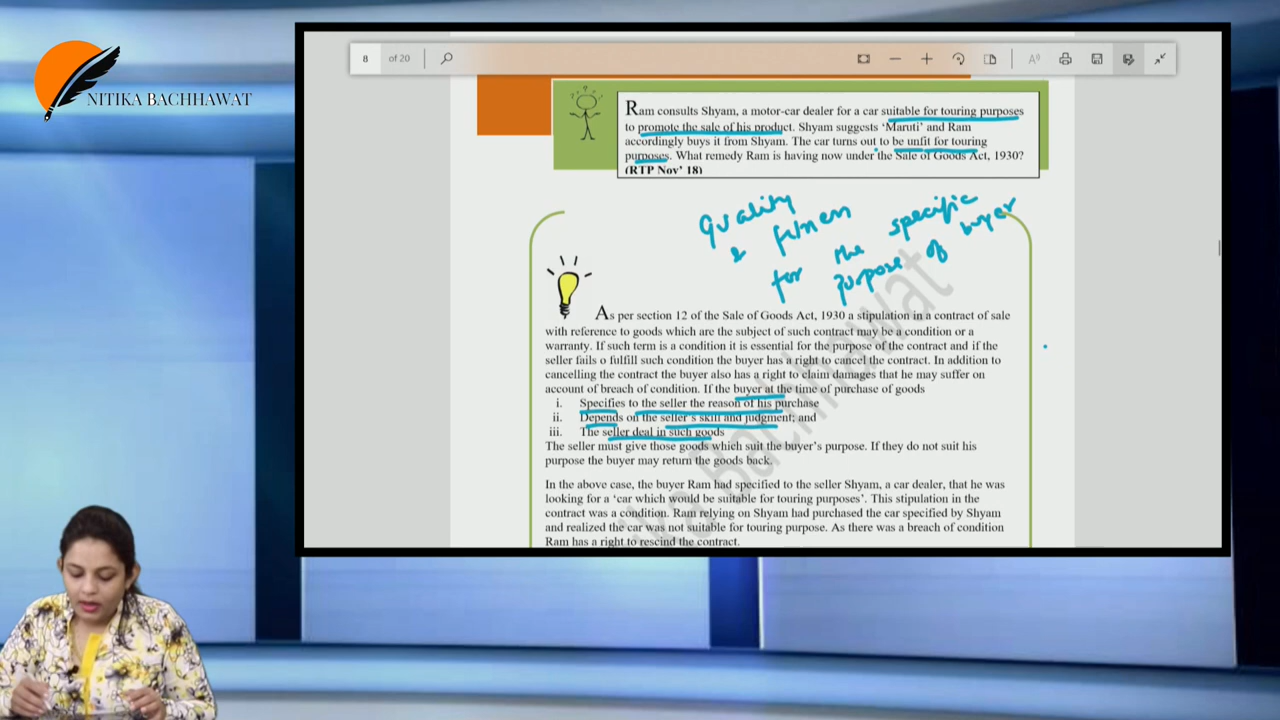 NITIKA BACHHAWAT
8 of 20
Ram consults Shyam, a motor-car dealer for a car suitable for touring purposes
to promote the sale of his product. Shyam suggests ‘Maruti’ and Ram
accordingly buys it from Shyam. The car turns out to be unfit for touring
purposes. What remedy Ram is having now under the Sale of Goods Act, 1930?
(RTP Nov’ 18)
quality
& fitness
for the specific
purpose of buyer
As per section 12 of the Sale of Goods Act, 1930 a stipulation in a contract of sale
with reference to goods which are the subject of such contract may be a condition or a
warranty. If such term is a condition it is essential for the purpose of the contract and if the
seller fails o fulfill such condition the buyer has a right to cancel the contract. In addition to
cancelling the contract the buyer also has a right to claim damages that he may suffer on
account of breach of condition. If the buyer at the time of purchase of goods
i. Specifies to the seller the reason of his purchase
ii. Depends on the seller’s skill and judgment; and
iii. The seller deal in such goods
The seller must give those goods which suit the buyer’s purpose. If they do not suit his
purpose the buyer may return the goods back.
In the above case, the buyer Ram had specified to the seller Shyam, a car dealer, that he was
looking for a ‘car which would be suitable for touring purposes’. This stipulation in the
contract was a condition. Ram relying on Shyam had purchased the car specified by Shyam
and realized the car was not suitable for touring purpose. As there was a breach of condition
Ram has a right to rescind the contract.